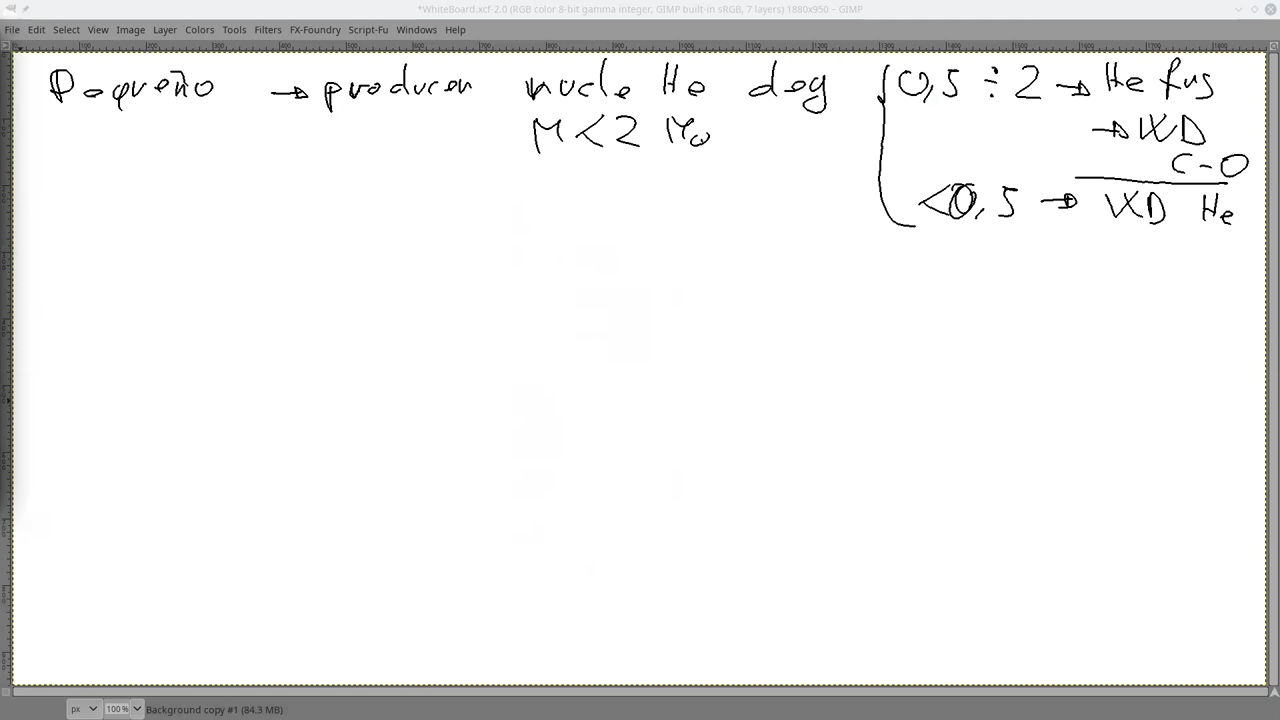 *WhiteBoard.xcf-2.0 (RGB color 8-bit gamma integer, GIMP built-in sRGB, 7 layers) 1880x950 – GIMP
File Edit Select View Image Layer Colors Tools Filters FX-Foundry Script-Fu Windows Help
Pequeño → producen nucleo He deg { 0,5 ÷ 2 → He fus
M < 2 M⊙ → WD
C-O
<0,5 → WD He
px 100% Background copy #1 (84.3 MB)